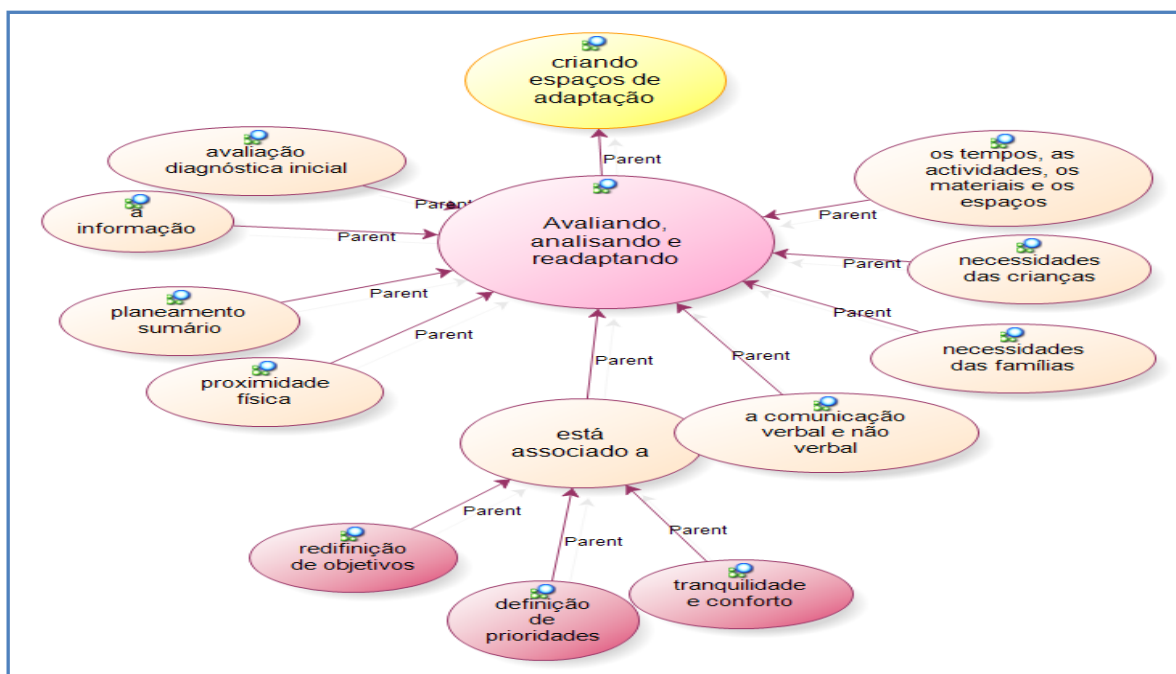 criando
espaços de
adaptação
Parent
avaliação
diagnóstica inicial
Parent
os tempos, as
actividades, os
materiais e os
espaços
Parent
a
informação
Parent
Avaliando,
analisando e
readaptando
necessidades
das crianças
Parent
planeamento
sumário
Parent
necessidades
das famílias
Parent
proximidade
física
Parent
Parent
Parent
está
associado a
a comunicação
verbal e não
verbal
redifinição
de objetivos
Parent
definição
de
prioridades
Parent
tranquilidade
e conforto
Parent